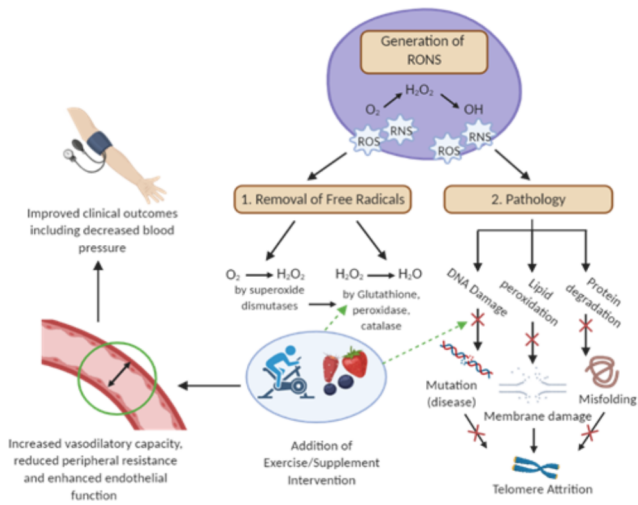 Generation of
RONS
O₂
H₂O₂
OH
ROS
RNS
ROS
RNS
1. Removal of Free Radicals
2. Pathology
Improved clinical outcomes
including decreased blood
pressure
O₂
H₂O₂
by superoxide
dismutases
H₂O₂
H₂O
by Glutathione,
peroxidase,
catalase
DNA Damage
Lipid
peroxidation
Protein
degradation
Mutation
(disease)
Membrane damage
Misfolding
Increased vasodilatory capacity,
reduced peripheral resistance
and enhanced endothelial
function
Addition of
Exercise/Supplement
Intervention
Telomere Attrition